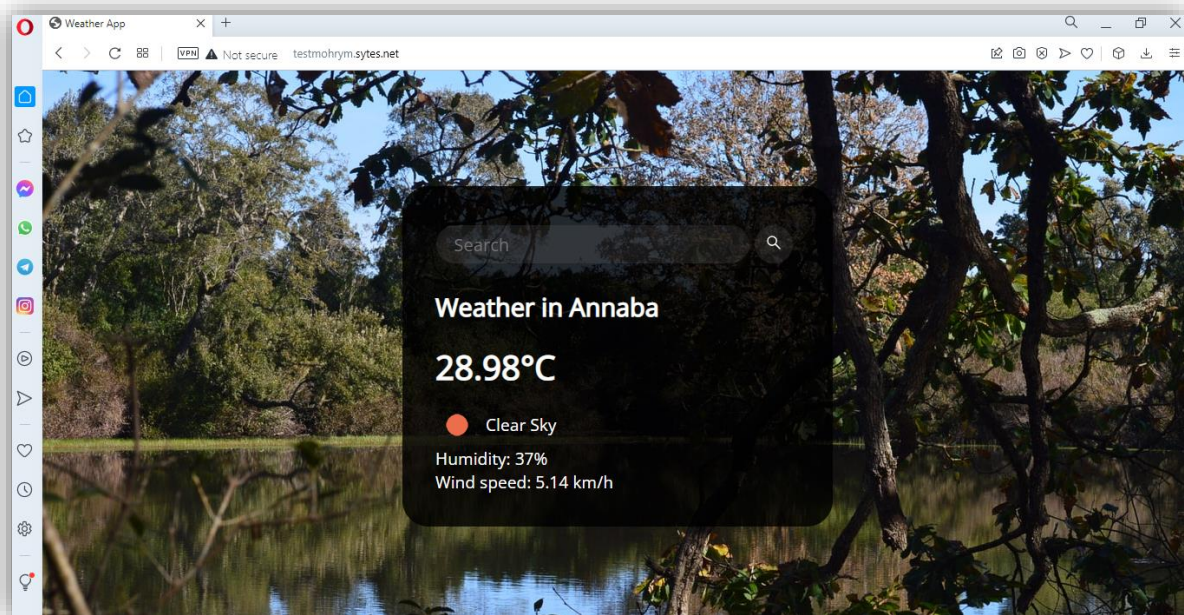 Weather App
VPN Not secure testmohrym.sytes.net
Search
Weather in Annaba
28.98°C
Clear Sky
Humidity: 37%
Wind speed: 5.14 km/h